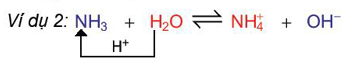 Ví dụ 2: NH₃ + H₂O ⇌ NH₄⁺ + OH⁻
H⁺